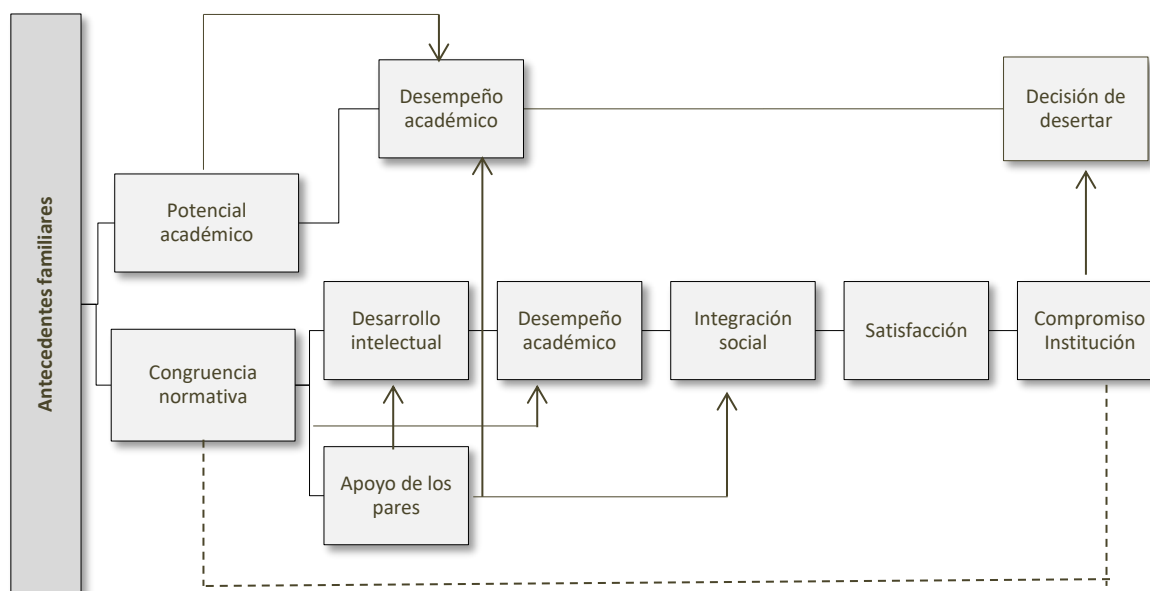 Antecedentes familiares
Desempeño
académico
Decisión de
desertar
Potencial
académico
Desarrollo
intelectual
Desempeño
académico
Integración
social
Satisfacción
Compromiso
Institución
Congruencia
normativa
Apoyo de los
pares